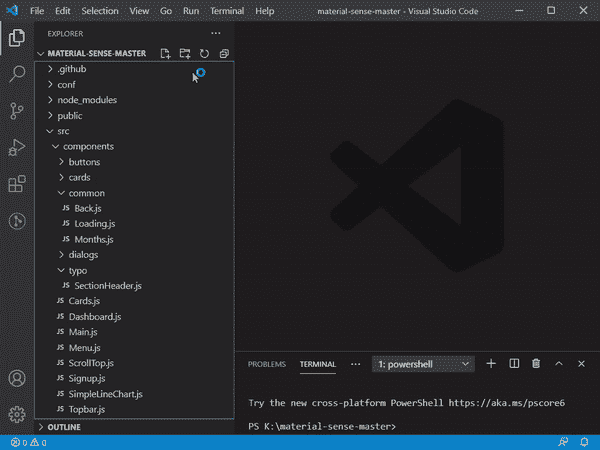 File Edit Selection View Go Run Terminal Help material-sense-master - Visual Studio Code
EXPLORER
MATERIAL-SENSE-MASTER
.github
conf
node_modules
public
src
components
buttons
cards
common
JS Back.js
JS Loading.js
JS Months.js
dialogs
typo
JS SectionHeader.js
JS Cards.js
JS Dashboard.js
JS Main.js
JS Menu.js
JS ScrollTop.js
JS Signup.js
JS SimpleLineChart.js
JS Topbar.js
OUTLINE
PROBLEMS TERMINAL ... 1: powershell
Try the new cross-platform PowerShell https://aka.ms/pscore6
PS K:\material-sense-master>
0 0